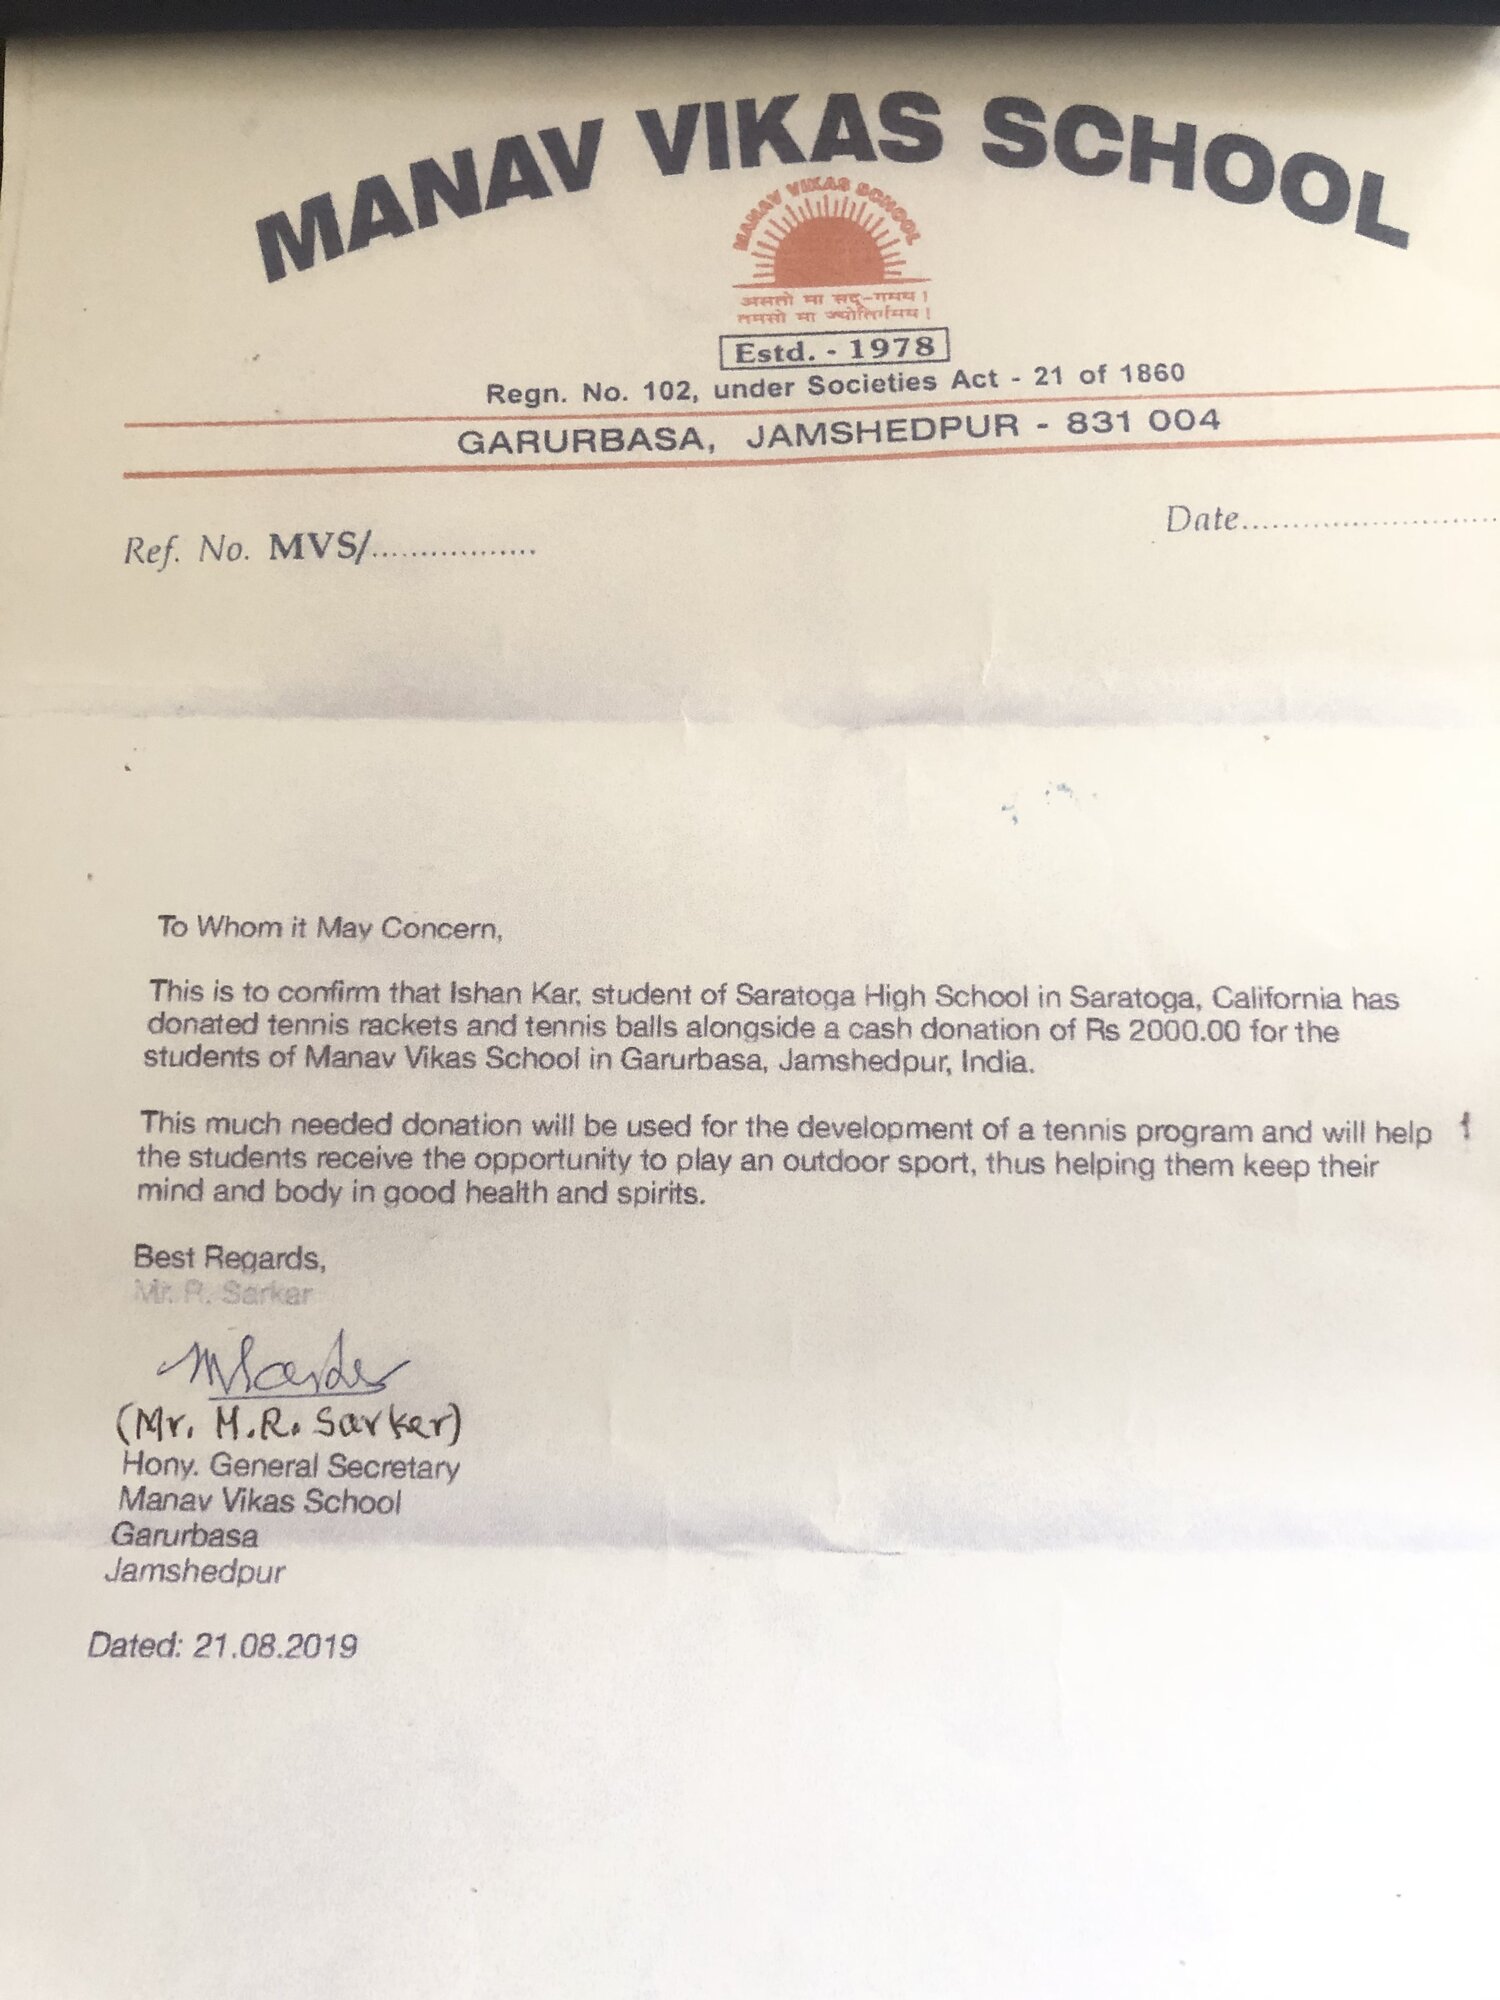 MANAV VIKAS SCHOOL
MANAV VIKAS SCHOOL
असतो मा सद्-गमय !
तमसो मा ज्योतिर्गमय !
Estd. - 1978
Regn. No. 102, under Societies Act - 21 of 1860
GARURBASA, JAMSHEDPUR - 831 004
Ref. No. MVS/.................
Date..........................
To Whom it May Concern,
This is to confirm that Ishan Kar, student of Saratoga High School in Saratoga, California has
donated tennis rackets and tennis balls alongside a cash donation of Rs 2000.00 for the
students of Manav Vikas School in Garurbasa, Jamshedpur, India.
This much needed donation will be used for the development of a tennis program and will help
the students receive the opportunity to play an outdoor sport, thus helping them keep their
mind and body in good health and spirits.
Best Regards,
Mr. R. Sarkar
(Mr. M.R. Sarker)
Hony. General Secretary
Manav Vikas School
Garurbasa
Jamshedpur
Dated: 21.08.2019